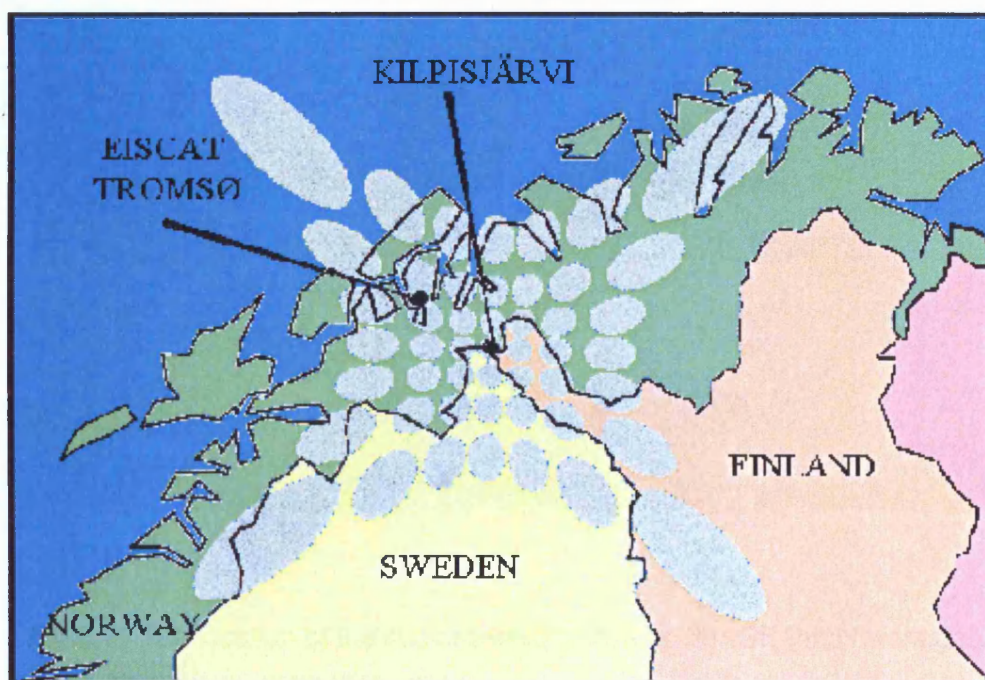 KILPISJÄRVI
EISCAT
TROMSØ
FINLAND
SWEDEN
NORWAY